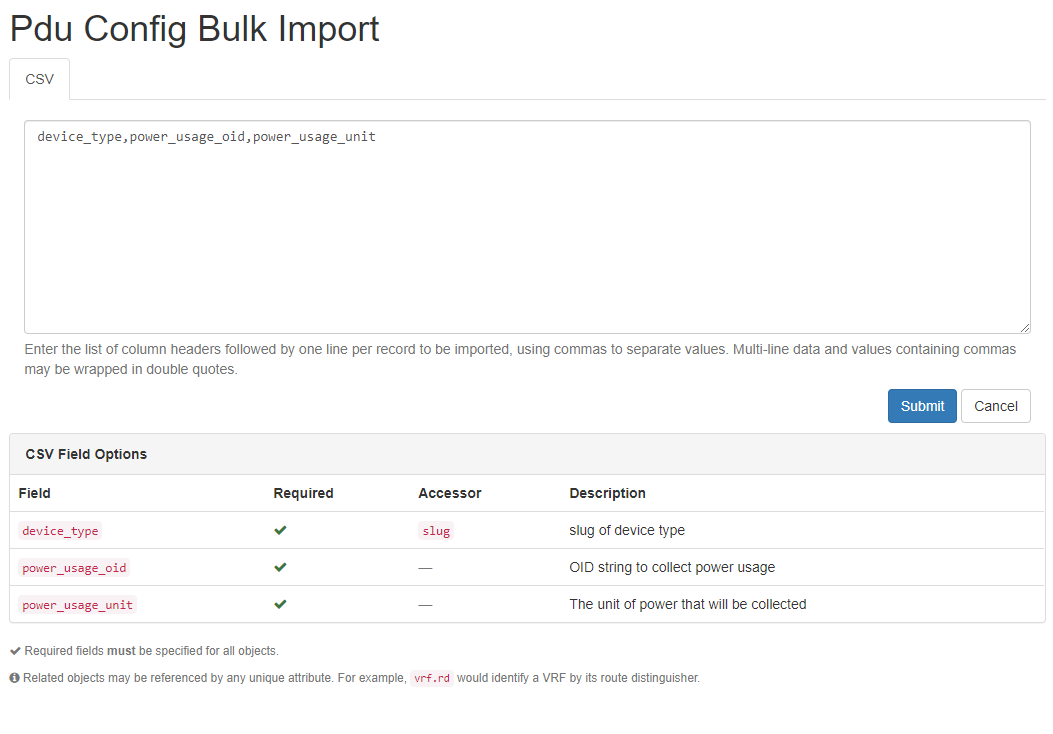 Pdu Config Bulk Import
CSV
device_type,power_usage_oid,power_usage_unit
Enter the list of column headers followed by one line per record to be imported, using commas to separate values. Multi-line data and values containing commas
may be wrapped in double quotes.
Submit Cancel
CSV Field Options
Field Required Accessor Description
device_type ✔ slug slug of device type
power_usage_oid ✔ — OID string to collect power usage
power_usage_unit ✔ — The unit of power that will be collected
✔ Required fields must be specified for all objects.
Related objects may be referenced by any unique attribute. For example, vrf.rd would identify a VRF by its route distinguisher.